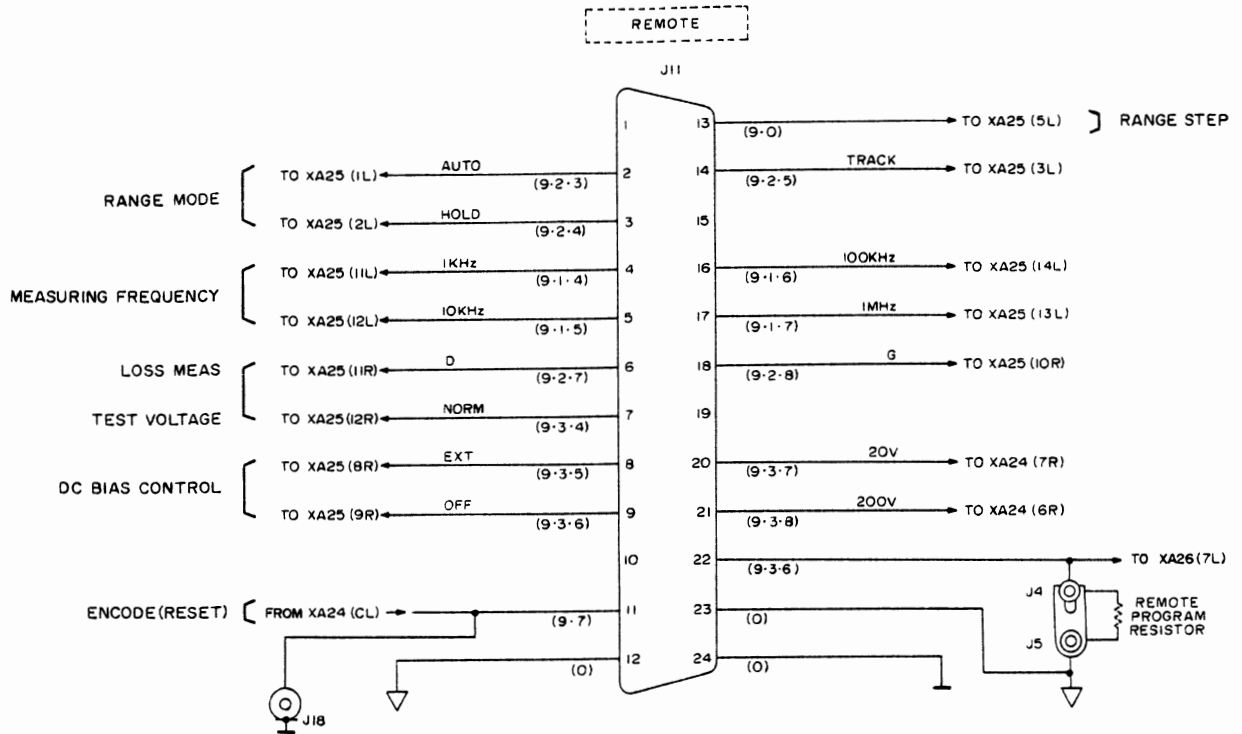 REMOTE
J11
1
13 (9·0) TO XA25 (5L) RANGE STEP
RANGE MODE
TO XA25 (1L) AUTO (9·2·3) 2
14 (9·2·5) TRACK TO XA25 (3L)
TO XA25 (2L) HOLD (9·2·4) 3
15
MEASURING FREQUENCY
TO XA25 (11L) 1KHz (9·1·4) 4
16 (9·1·6) 100KHz TO XA25 (14L)
TO XA25 (12L) 10KHz (9·1·5) 5
17 (9·1·7) 1MHz TO XA25 (13L)
LOSS MEAS TO XA25 (11R) D (9·2·7) 6
18 (9·2·8) G TO XA25 (10R)
TEST VOLTAGE TO XA25 (12R) NORM (9·3·4) 7
19
DC BIAS CONTROL
TO XA25 (8R) EXT (9·3·5) 8
20 (9·3·7) 20V TO XA24 (7R)
TO XA25 (9R) OFF (9·3·6) 9
21 (9·3·8) 200V TO XA24 (6R)
10
22 (9·3·6) TO XA26 (7L)
ENCODE (RESET) FROM XA24 (CL) (9·7) 11
23 (0)
J4
J5
REMOTE
PROGRAM
RESISTOR
(0) 12
24 (0)
J18